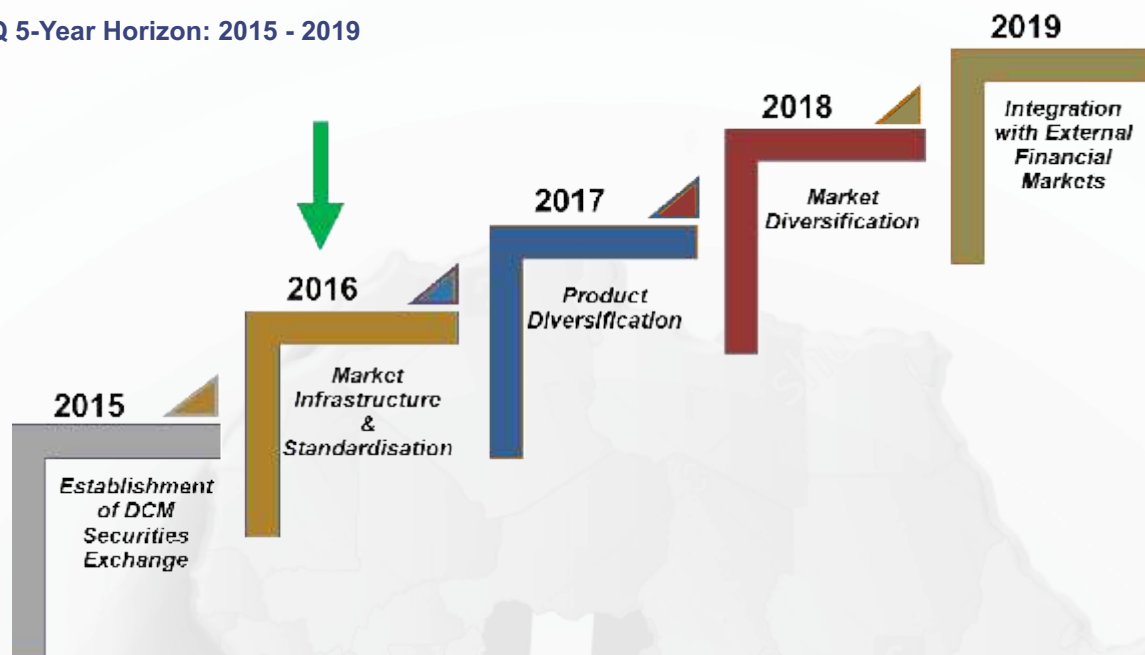 Q 5-Year Horizon: 2015 - 2019
2015
Establishment
of DCM
Securities
Exchange
2016
Market
Infrastructure
&
Standardisation
2017
Product
Diversification
2018
Market
Diversification
2019
Integration
with External
Financial
Markets